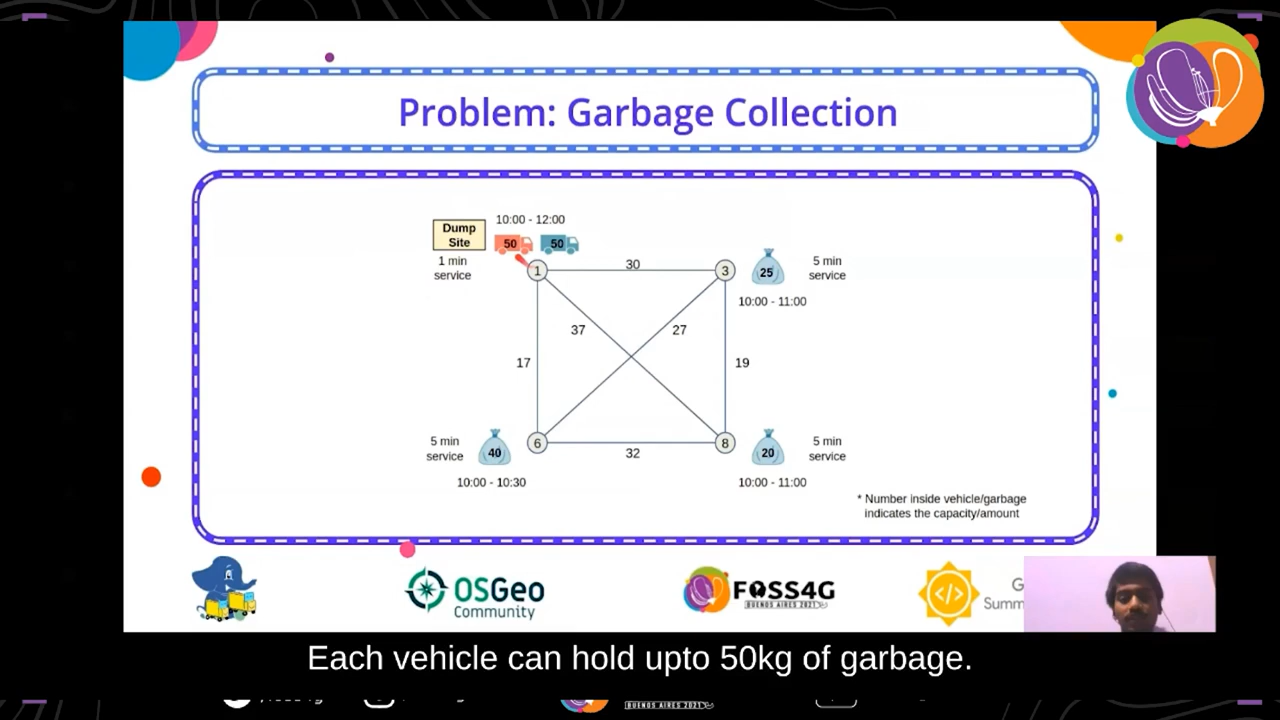 Problem: Garbage Collection
10:00 - 12:00
Dump
Site
50
50
1 min
service
1
30
3
25
5 min
service
10:00 - 11:00
37
27
17
19
5 min
service
40
6
8
20
5 min
service
32
10:00 - 10:30
10:00 - 11:00
* Number inside vehicle/garbage
indicates the capacity/amount
OSGeo
Community
FOSS4G
BUENOS AIRES 2021
G
Summ
Each vehicle can hold upto 50kg of garbage.
BUENOS AIRES 2021